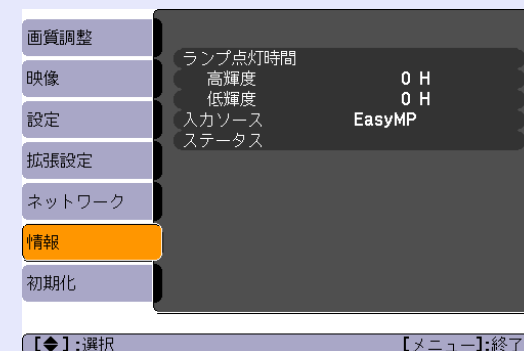 画質調整
映像
設定
拡張設定
ネットワーク
情報
初期化
ランプ点灯時間
高輝度 0 H
低輝度 0 H
入力ソース EasyMP
ステータス
【◆】:選択 【メニュー】:終了